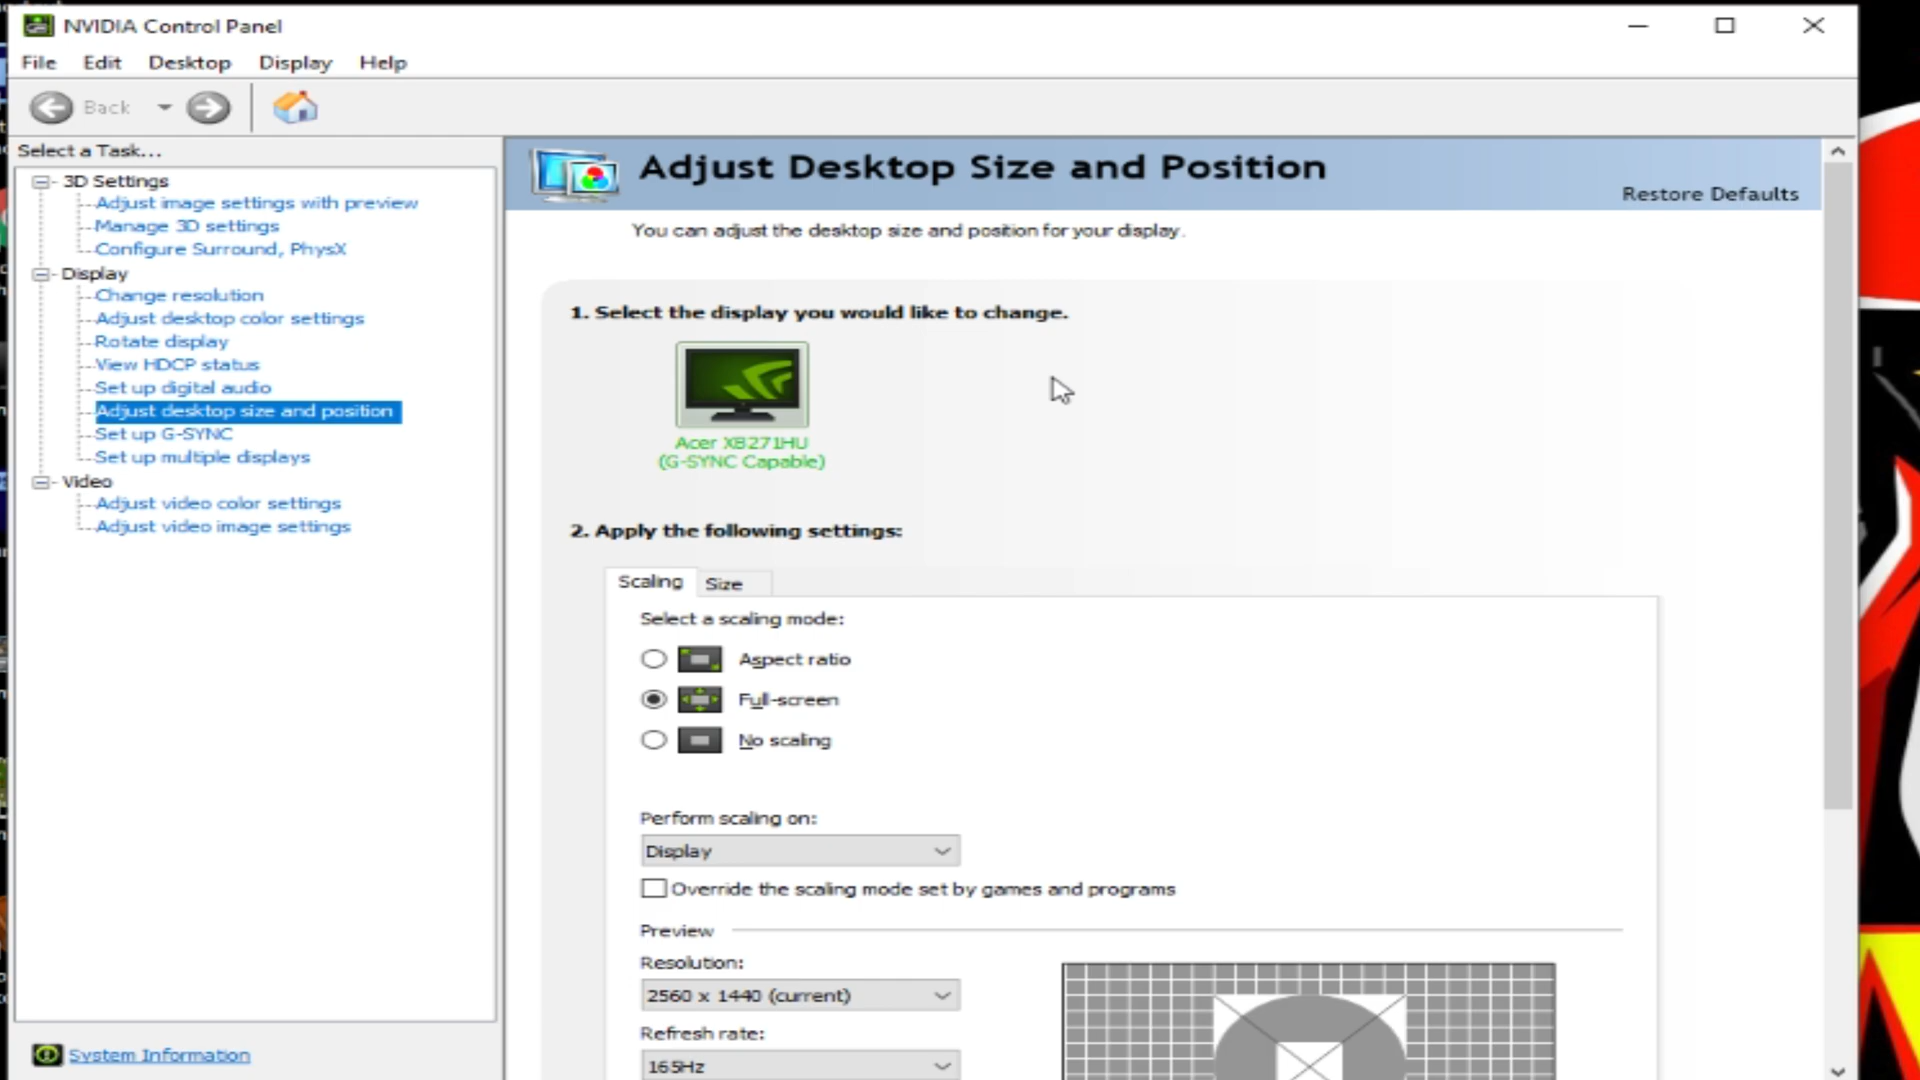 NVIDIA Control Panel
File Edit Desktop Display Help
Back
Select a Task...
3D Settings
Adjust image settings with preview
Manage 3D settings
Configure Surround, PhysX
Display
Change resolution
Adjust desktop color settings
Rotate display
View HDCP status
Set up digital audio
Adjust desktop size and position
Set up G-SYNC
Set up multiple displays
Video
Adjust video color settings
Adjust video image settings
System Information
Adjust Desktop Size and Position
Restore Defaults
You can adjust the desktop size and position for your display.
1. Select the display you would like to change.
Acer XB271HU
(G-SYNC Capable)
2. Apply the following settings:
Scaling Size
Select a scaling mode:
Aspect ratio
Full-screen
No scaling
Perform scaling on:
Display
Override the scaling mode set by games and programs
Preview
Resolution:
2560 x 1440 (current)
Refresh rate:
165Hz